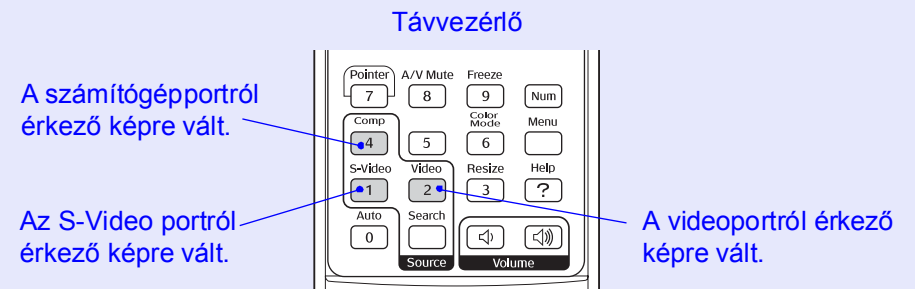 Távvezérlő
A számítógépportról
érkező képre vált.
Az S-Video portról
érkező képre vált.
Pointer A/V Mute Freeze
7 8 9 Num
Comp Color Mode Menu
4 5 6
S-Video Video Resize Help
1 2 3 ?
Auto Search
0
Source Volume
A videoportról érkező
képre vált.